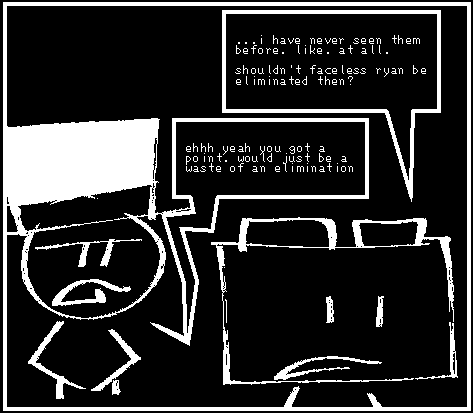 ...i have never seen them
before. like. at all.
shouldn't faceless ryan be
eliminated then?
ehhh yeah you got a
point. would just be a
waste of an elimination